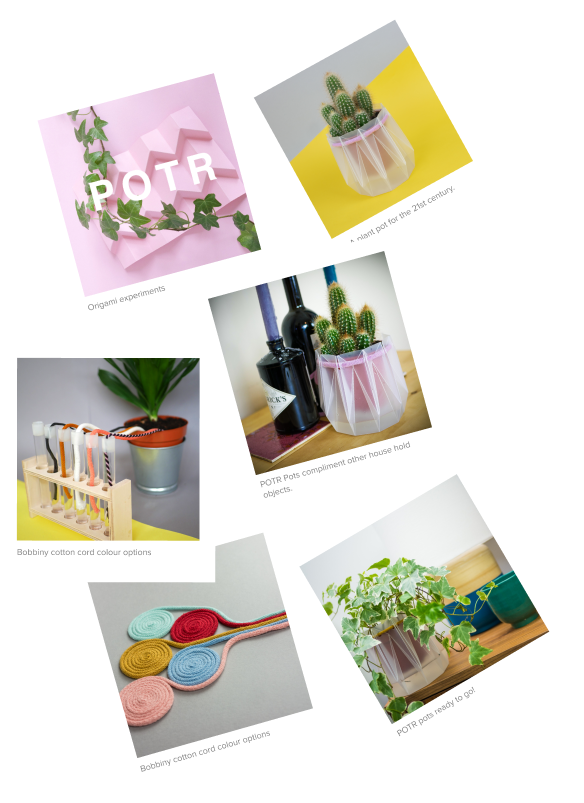 POTR
Origami experiments
plant pot for the 21st century.
POTR Pots compliment other house hold
objects.
Bobbiny cotton cord colour options
Bobbiny cotton cord colour options
POTR pots ready to go!